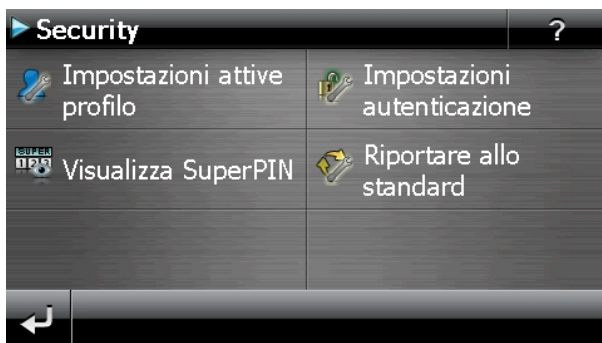 Security
?
Impostazioni attive
profilo
Impostazioni
autenticazione
SUPER
Visualizza SuperPIN
Riportare allo
standard